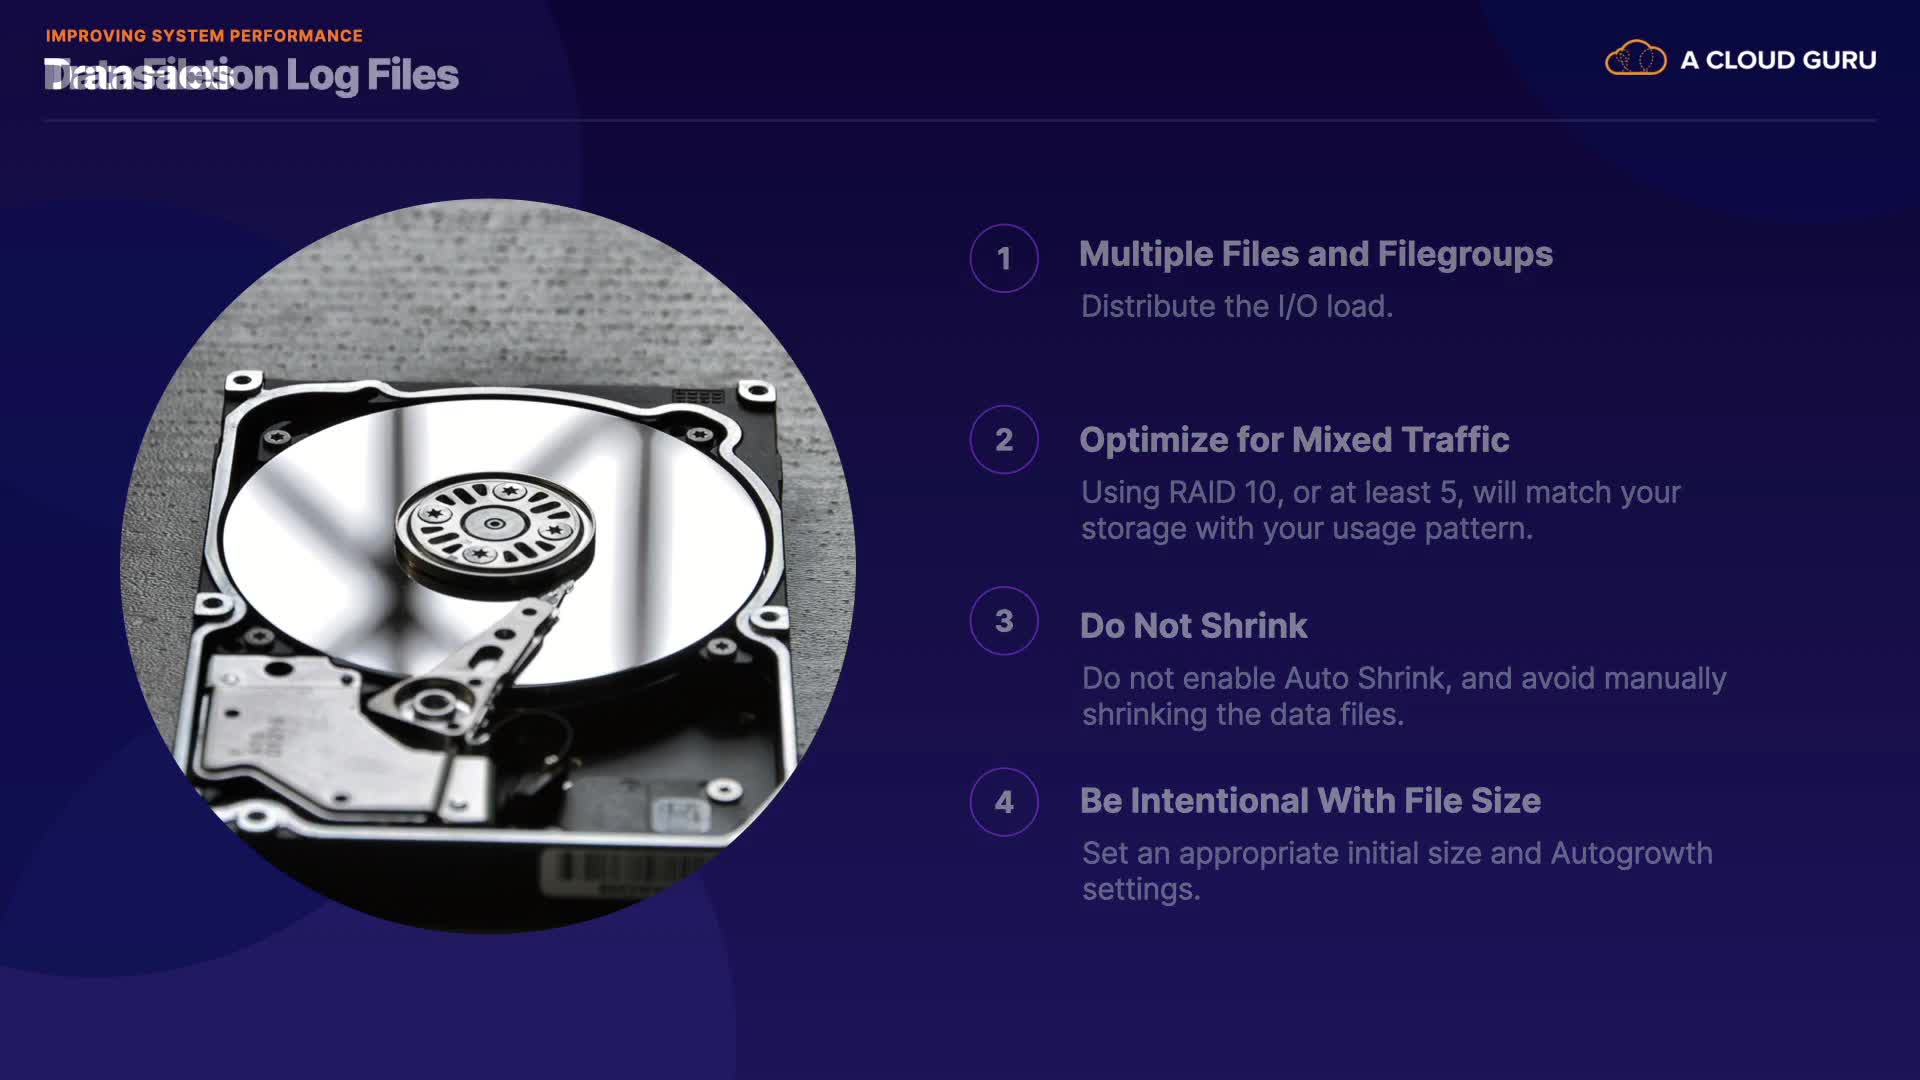 IMPROVING SYSTEM PERFORMANCE
Transaction Log Files
Data Files
A CLOUD GURU
1
Multiple Files and Filegroups
Distribute the I/O load.
2
Optimize for Mixed Traffic
Using RAID 10, or at least 5, will match your
storage with your usage pattern.
3
Do Not Shrink
Do not enable Auto Shrink, and avoid manually
shrinking the data files.
4
Be Intentional With File Size
Set an appropriate initial size and Autogrowth
settings.